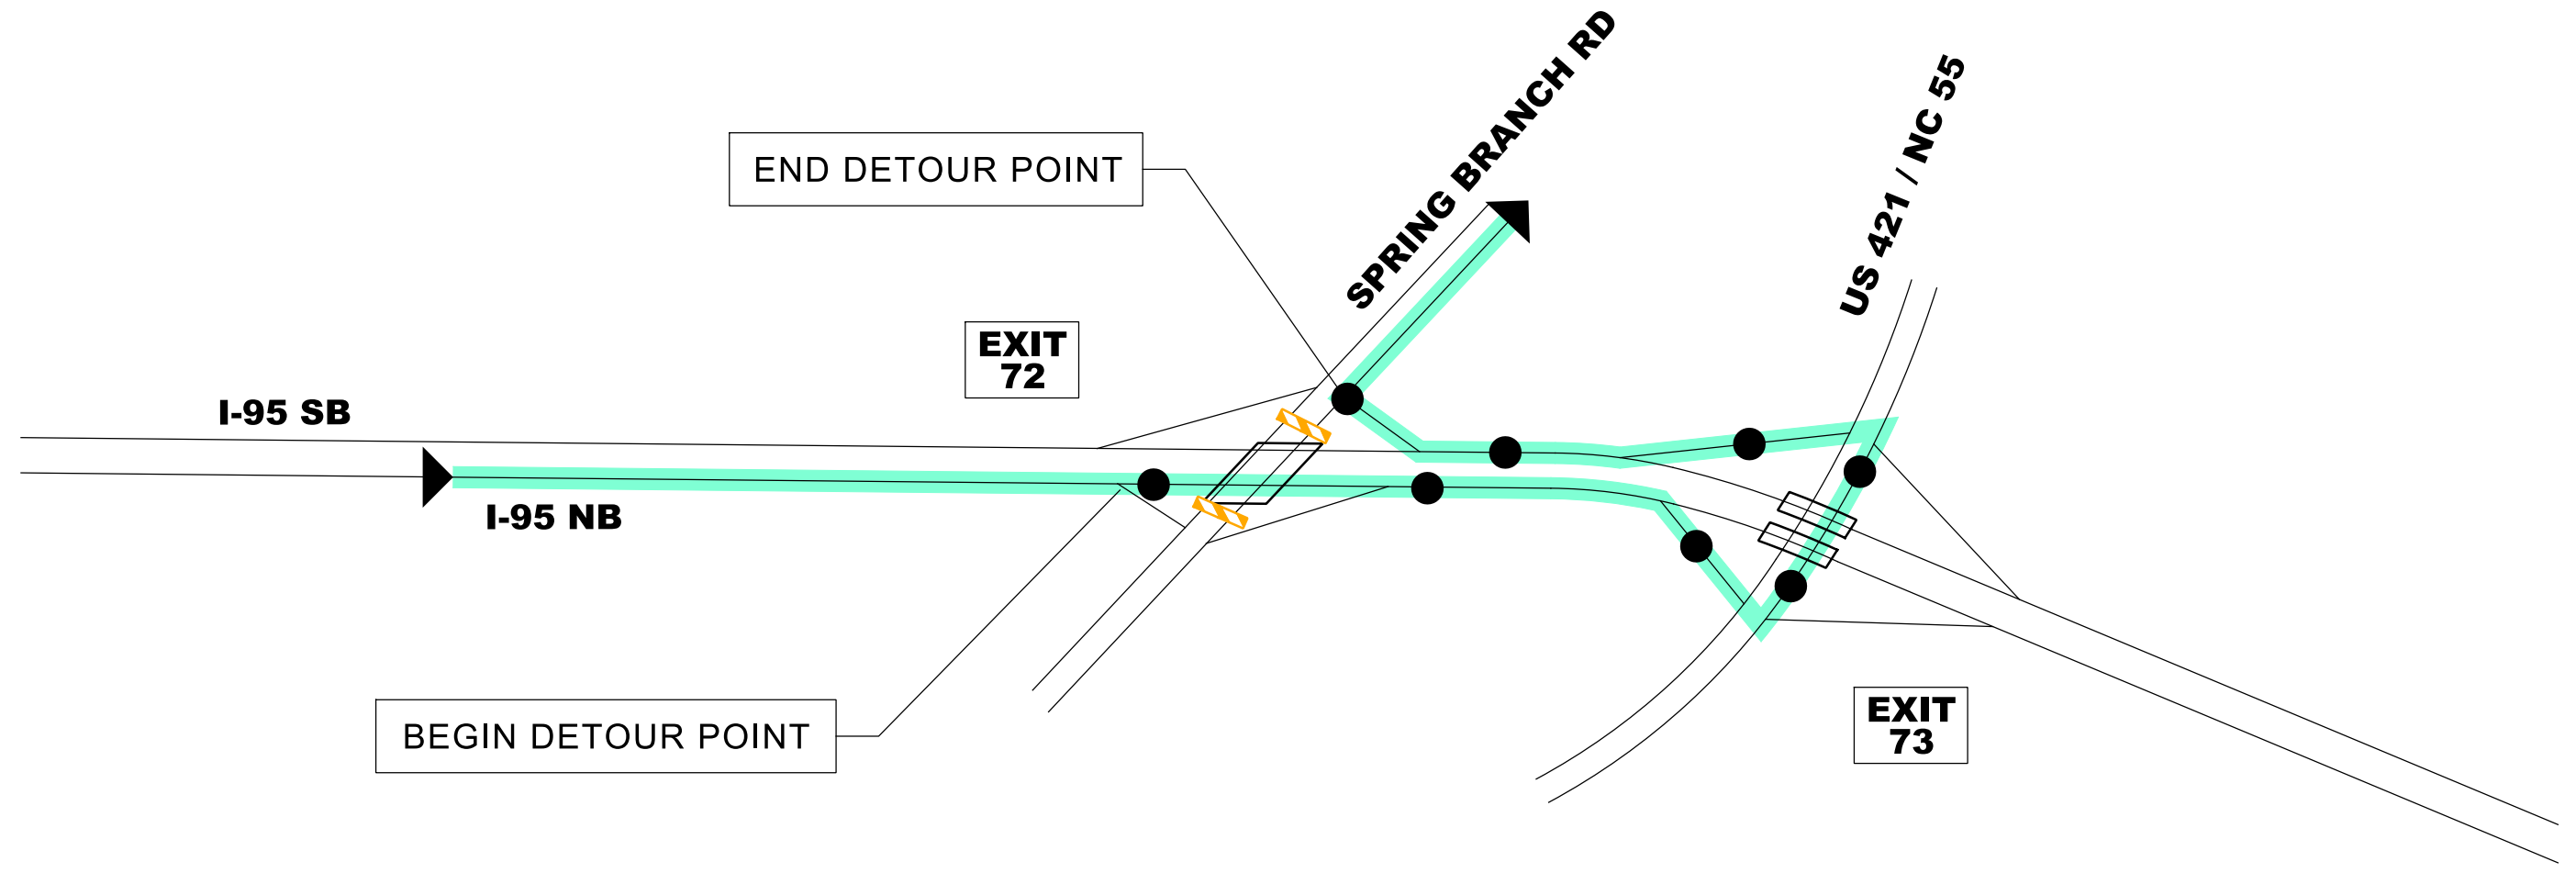 SPRING BRANCH RD
US 421 / NC 55
END DETOUR POINT
EXIT
72
I-95 SB
I-95 NB
BEGIN DETOUR POINT
EXIT
73